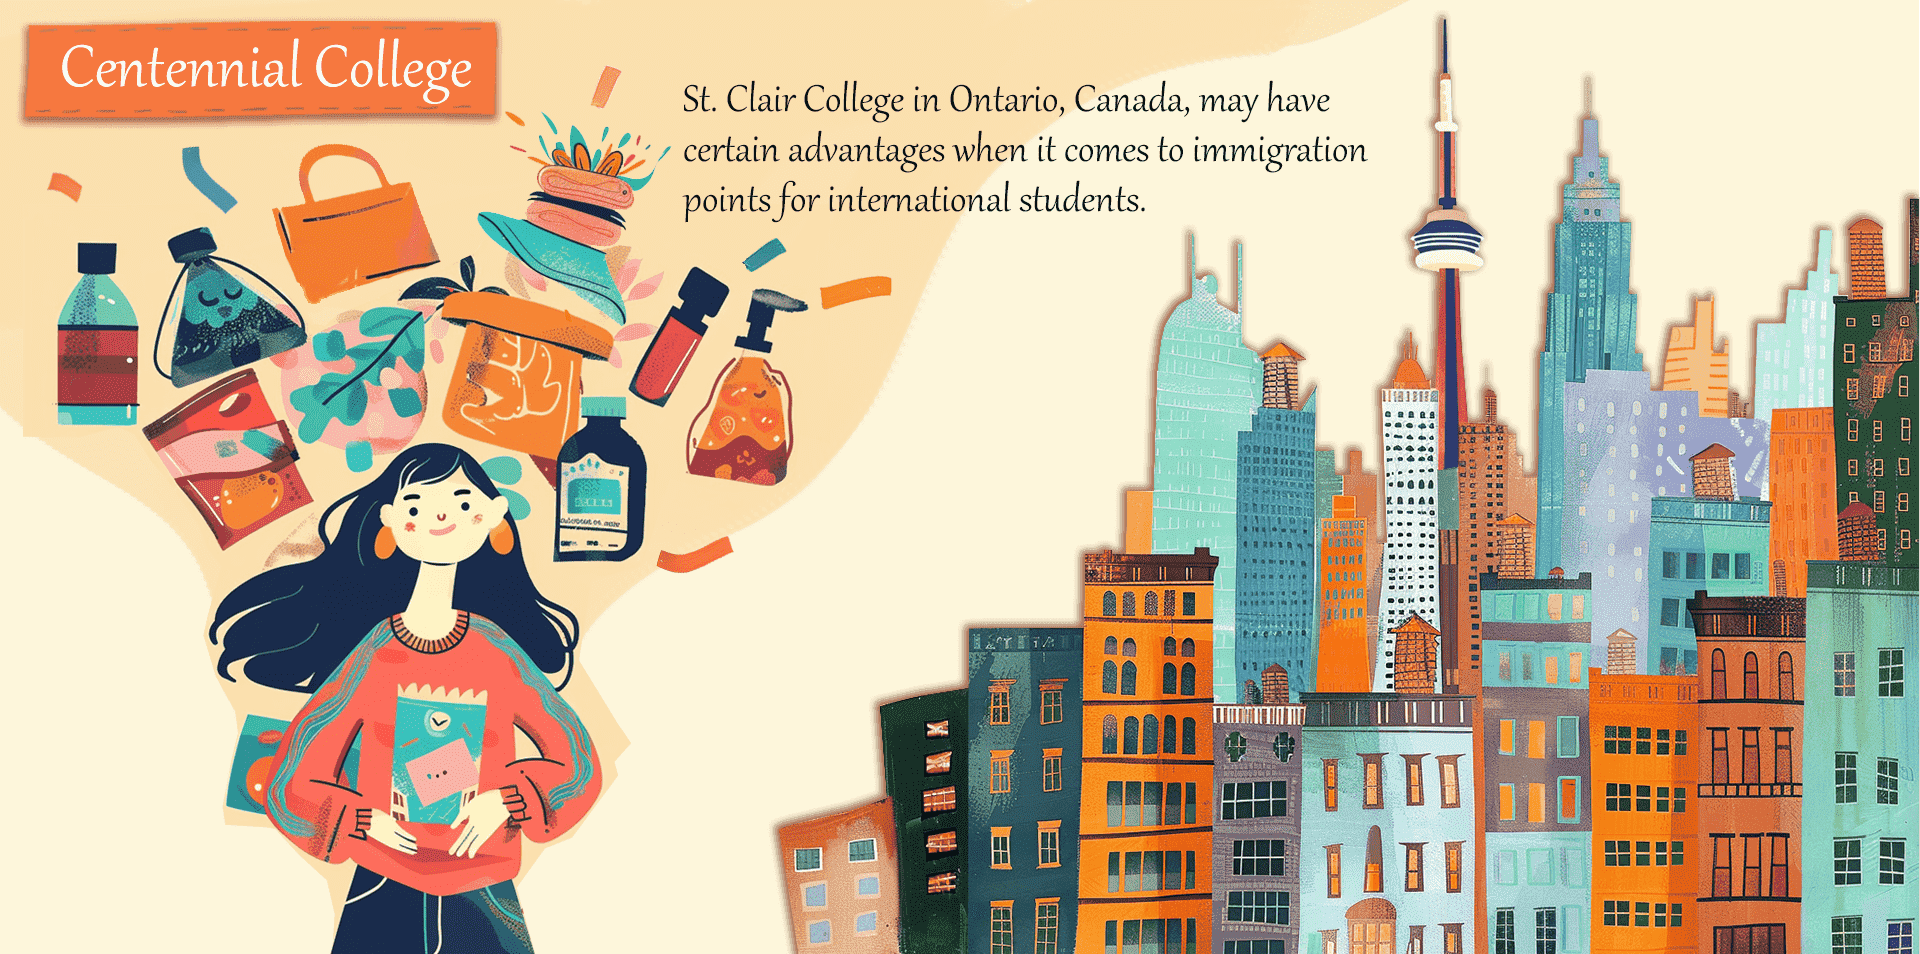 Centennial College
St. Clair College in Ontario, Canada, may have
certain advantages when it comes to immigration
points for international students.